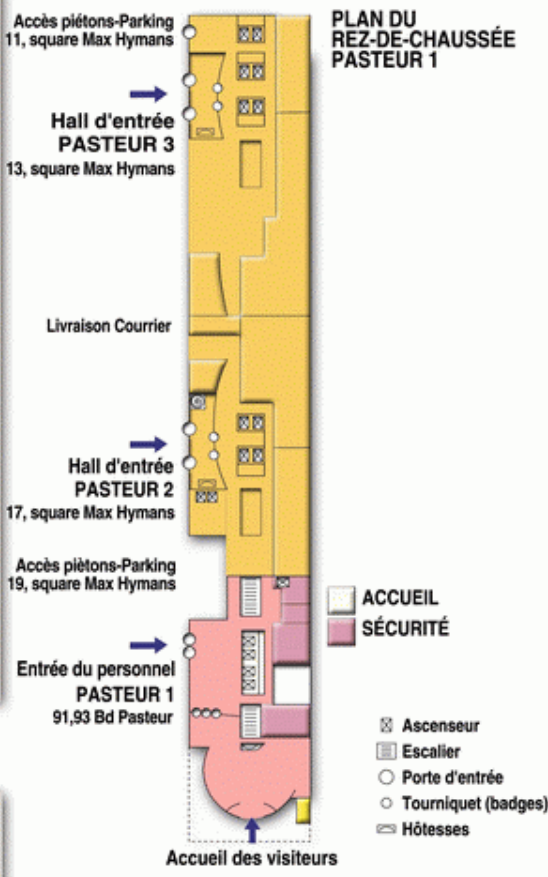 PLAN DU
REZ-DE-CHAUSSÉE
PASTEUR 1
Accès piétons-Parking
11, square Max Hymans
Hall d'entrée
PASTEUR 3
13, square Max Hymans
Livraison Courrier
Hall d'entrée
PASTEUR 2
17, square Max Hymans
Accès piètons-Parking
19, square Max Hymans
ACCUEIL
SÉCURITÉ
Entrée du personnel
PASTEUR 1
91,93 Bd Pasteur
Ascenseur
Escalier
Porte d'entrée
Tourniquet (badges)
Hôtesses
Accueil des visiteurs